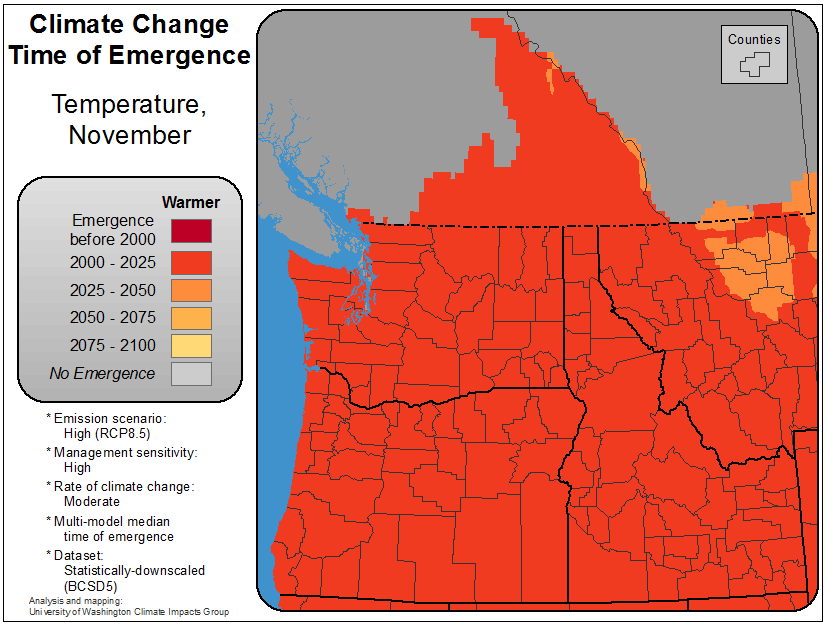 Climate Change
Time of Emergence
Temperature,
November
Warmer
Emergence
before 2000
2000 - 2025
2025 - 2050
2050 - 2075
2075 - 2100
No Emergence
* Emission scenario:
High (RCP8.5)
* Management sensitivity:
High
* Rate of climate change:
Moderate
* Multi-model median
time of emergence
* Dataset:
Statistically-downscaled
(BCSD5)
Analysis and mapping:
University of Washington Climate Impacts Group
Counties